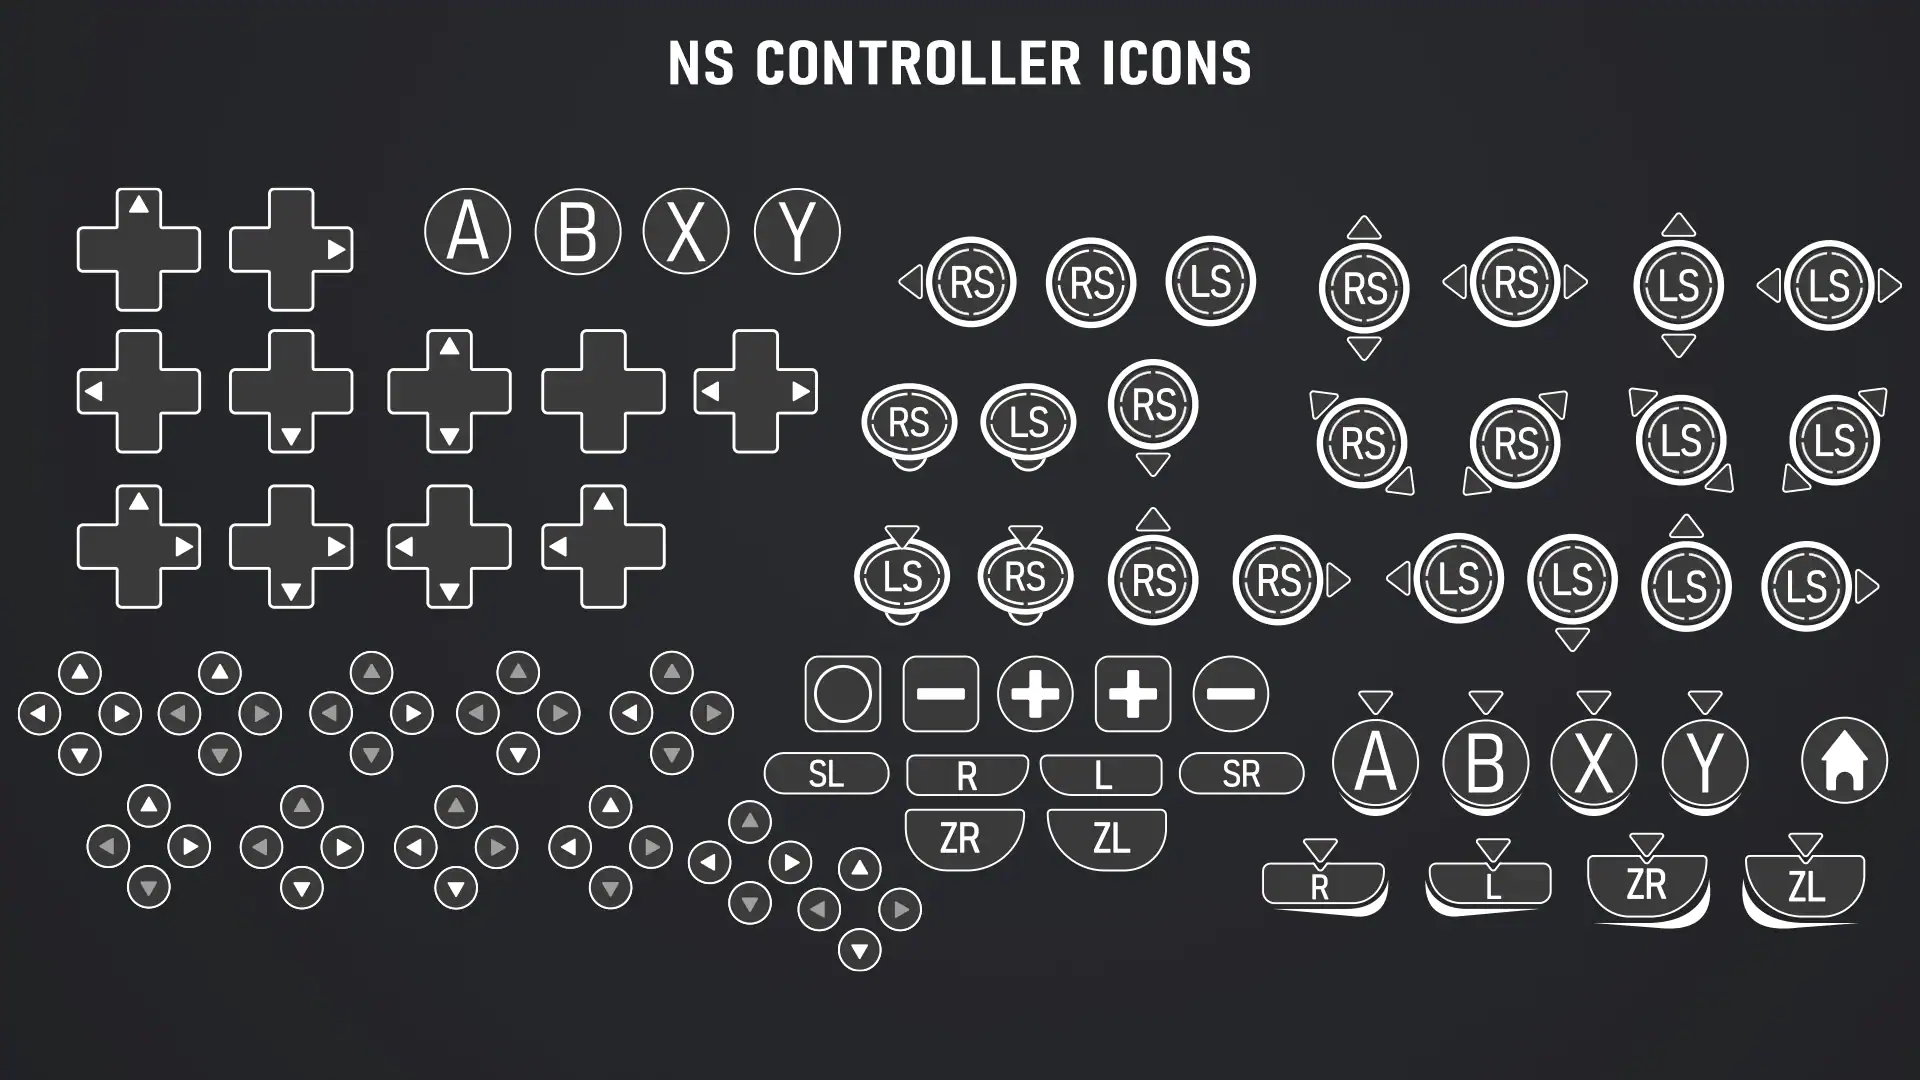 NS CONTROLLER ICONS
A B X Y
RS RS LS
RS RS LS LS
RS LS RS
RS RS LS LS
LS RS RS RS LS LS LS LS
SL R L SR
ZR ZL
A B X Y
R L ZR ZL